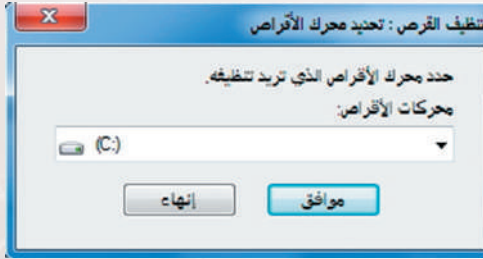 تنظيف القرص : تحديد محرك الأقراص
حدد محرك الأقراص الذي تريد تنظيفه.
محركات الأقراص:
(C:)
موافق
إنهاء